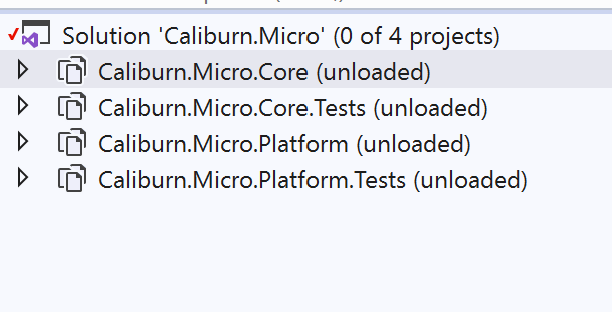 Solution 'Caliburn.Micro' (0 of 4 projects)
Caliburn.Micro.Core (unloaded)
Caliburn.Micro.Core.Tests (unloaded)
Caliburn.Micro.Platform (unloaded)
Caliburn.Micro.Platform.Tests (unloaded)